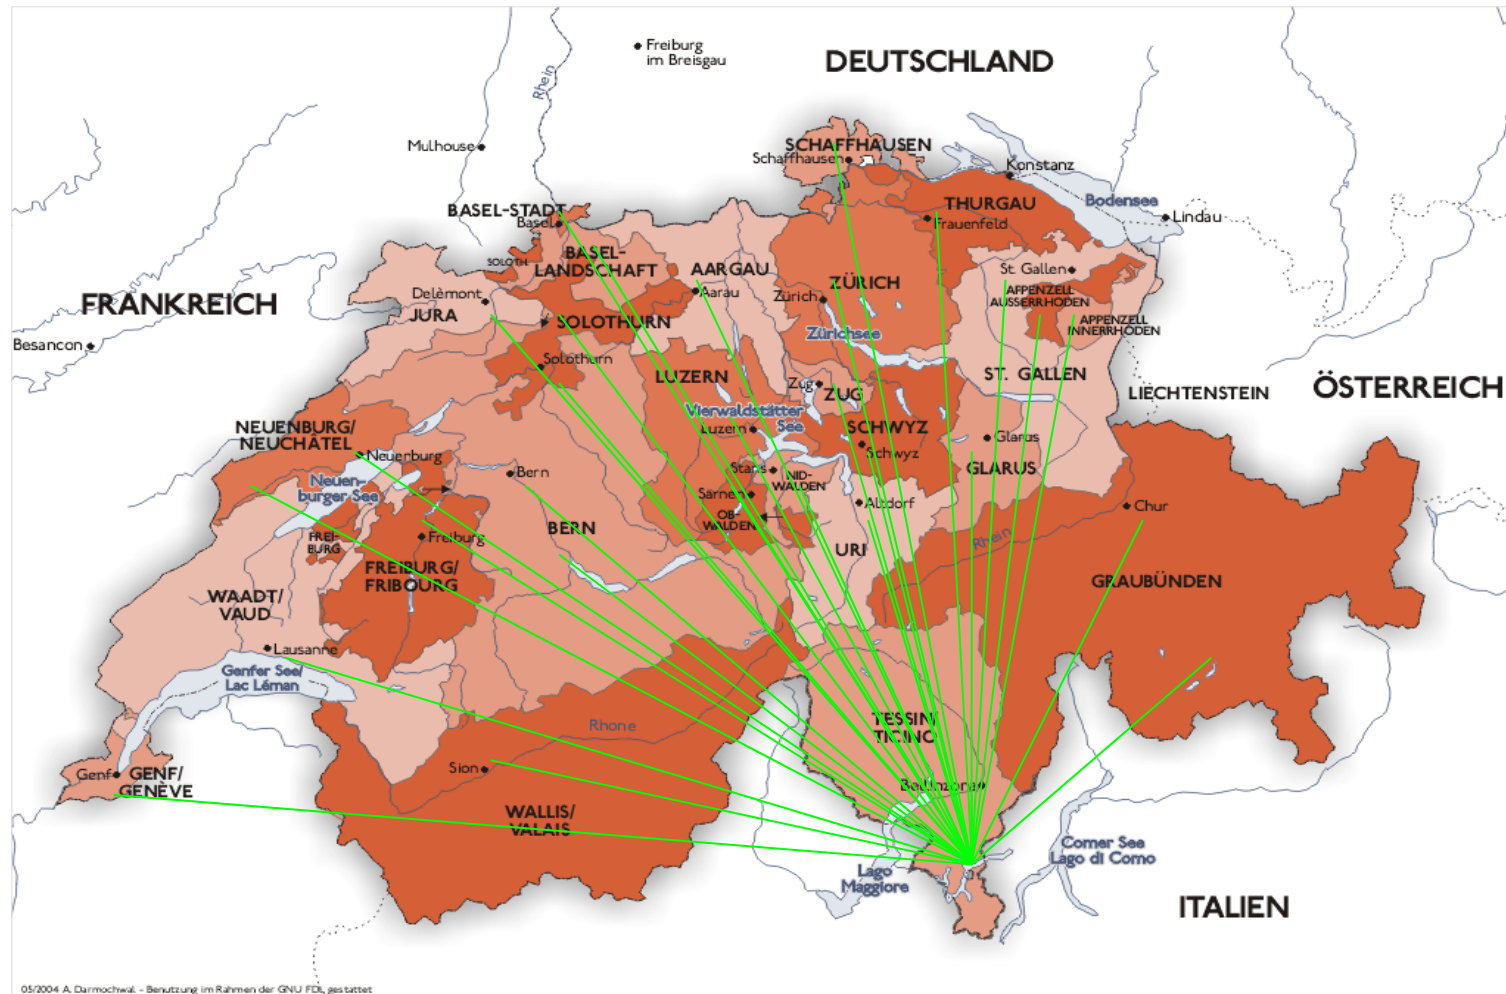 Freiburg
im Breisgau
DEUTSCHLAND
Rhein
Mulhouse
SCHAFFHAUSEN
Schaffhausen
Konstanz
Bodensee
Lindau
THURGAU
Frauenfeld
BASEL-STADT
Basel
BASEL-
LANDSCHAFT
SOLOTH.
AARGAU
Aarau
ZÜRICH
Zürich
St. Gallen
APPENZELL
AUSSERRHODEN
APPENZELL
INNERRHODEN
FRANKREICH
Delèmont
JURA
SOLOTHURN
Zürichsee
Besancon
Solothurn
LUZERN
Zug
ZUG
ST. GALLEN
LIECHTENSTEIN
ÖSTERREICH
Vierwaldstätter
See
Luzern
SCHWYZ
Schwyz
Glarus
GLARUS
NEUENBURG/
NEUCHÂTEL
Neuerburg
Neuen-
burger See
Bern
Stans
NID-
WALDEN
Sarnen
OB-
WALDEN
Altdorf
Chur
BERN
URI
Rhein
FREI-
BURG
Freiburg
FREIBURG/
FRIBOURG
GRAUBÜNDEN
WAADT/
VAUD
Lausanne
Genfer See/
Lac Léman
TESSIN/
TICINO
Rhone
Sion
Bellinzona
Genf
GENF/
GENÈVE
WALLIS/
VALAIS
Comer See
Lago di Como
Lago
Maggiore
ITALIEN
05/2004 A. Darmochwal - Benutzung im Rahmen der GNU FDL gestattet